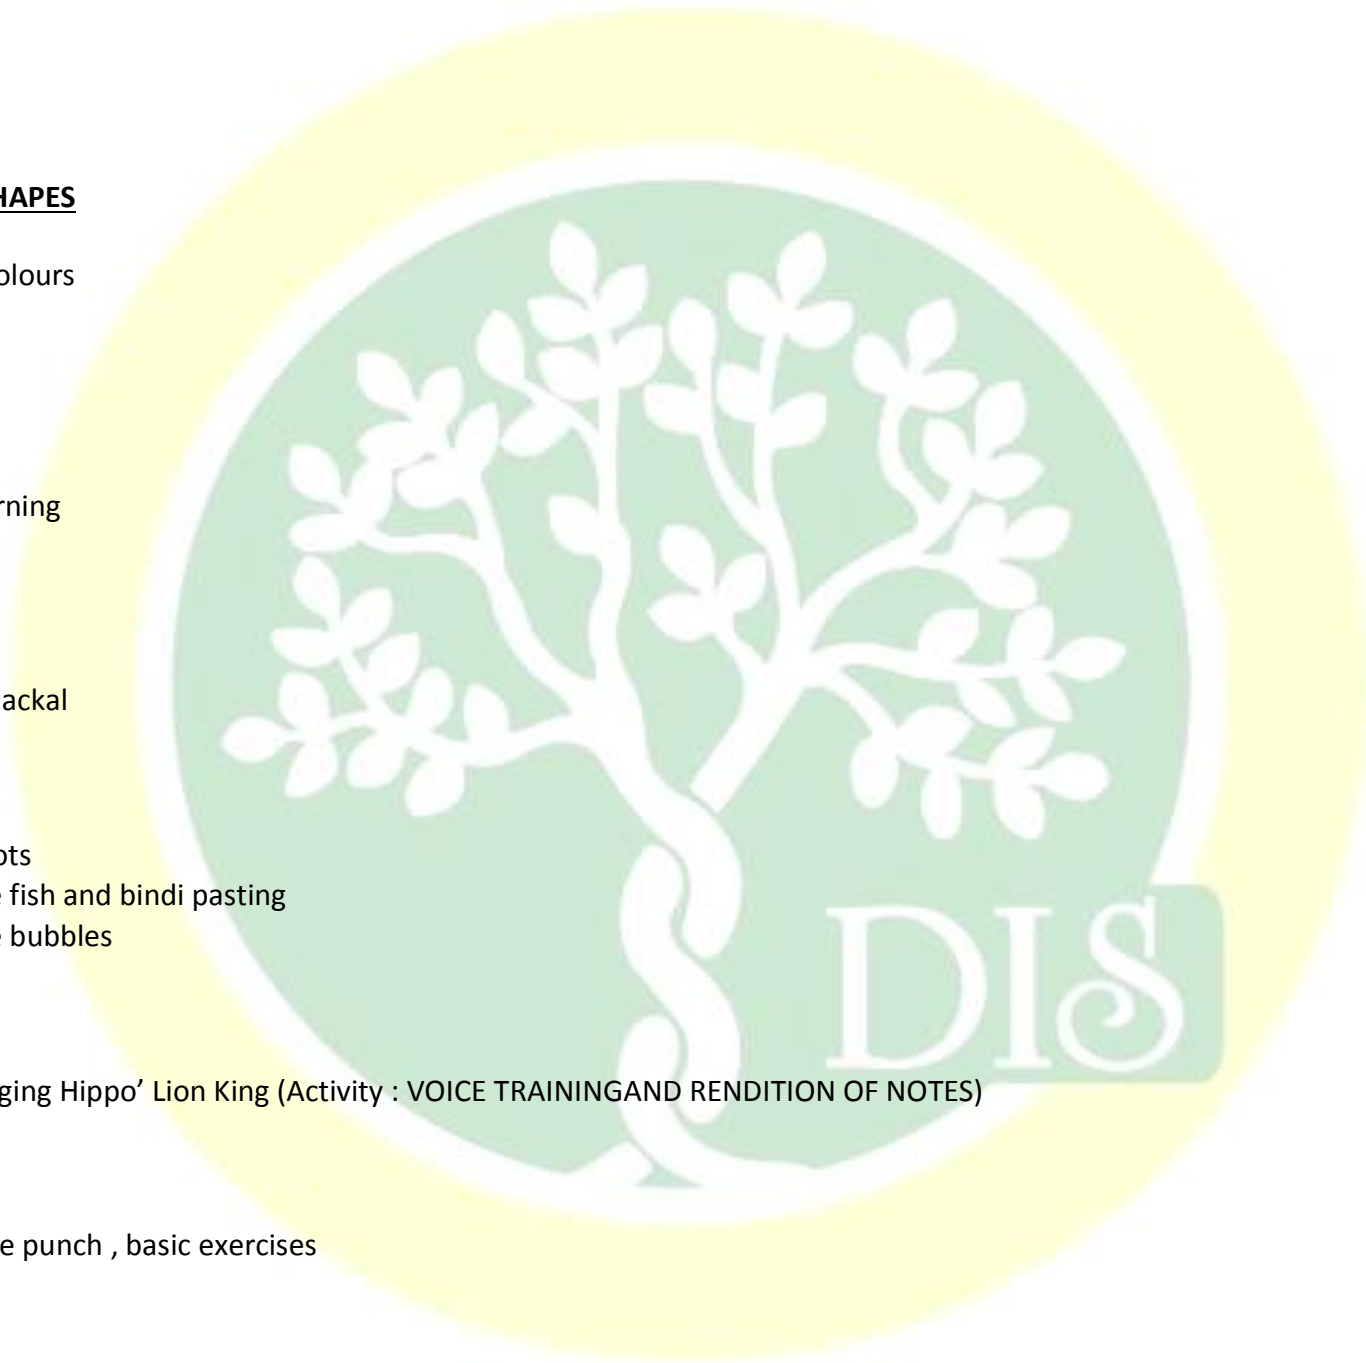 HAPES
olours
rning
ackal
ots
fish and bindi pasting
bubbles
DIS
ging Hippo’ Lion King (Activity : VOICE TRAININGAND RENDITION OF NOTES)
e punch , basic exercises